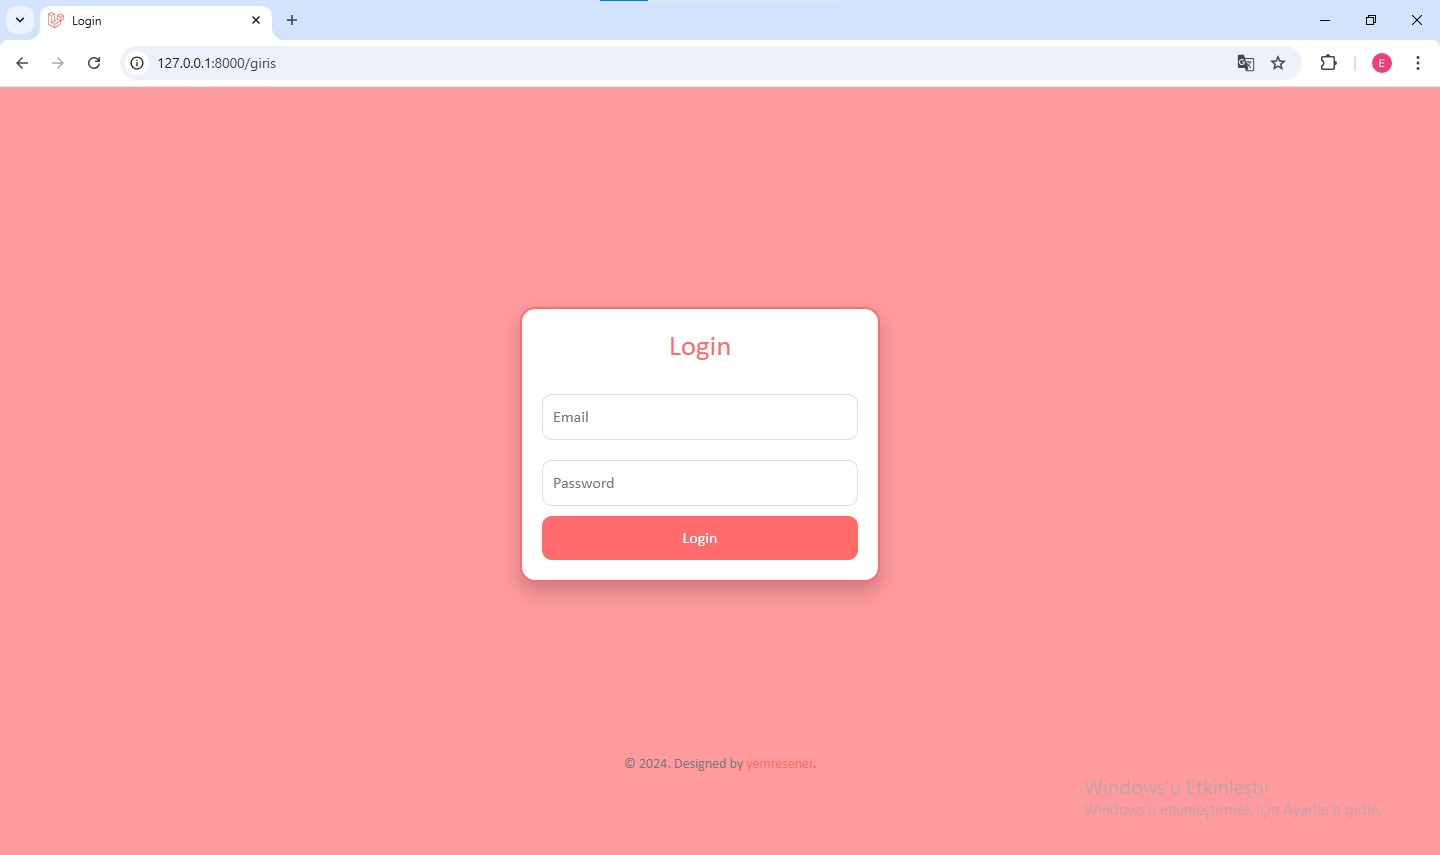 Login
127.0.0.1:8000/giris
E
Login
Email
Password
Login
© 2024. Designed by yemresener.
Windows'u Etkinleştir
Windows'u etkinleştirmek için Ayarlar'a gidin.